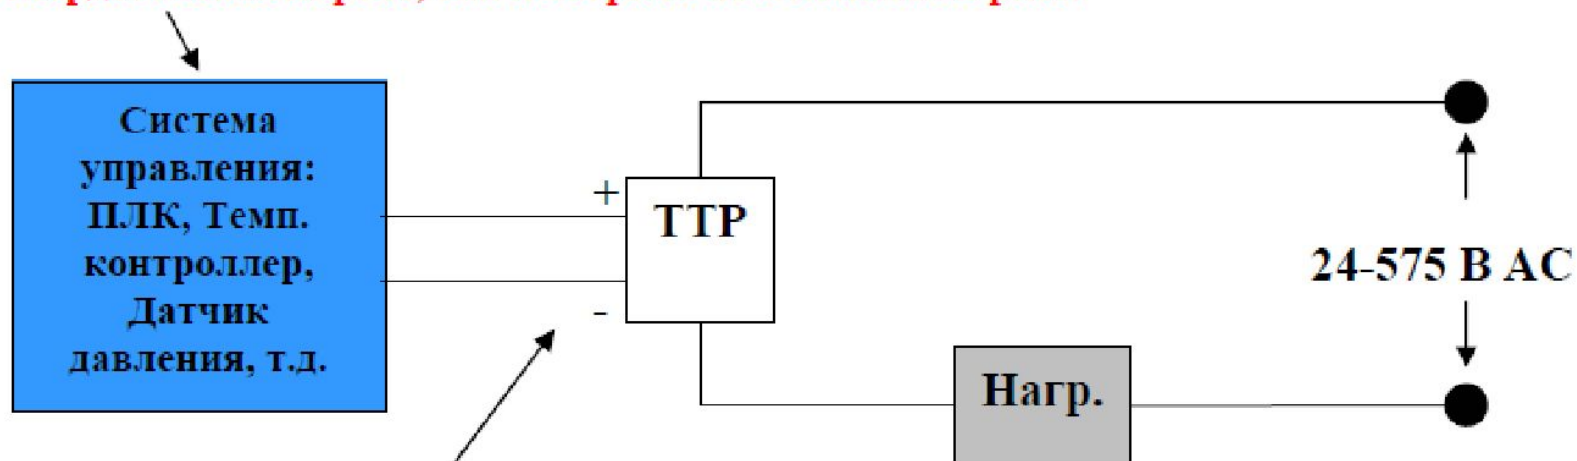 Система
управления:
ПЛК, Темп.
контроллер,
Датчик
давления, т.д.
+
ТТР
-
24-575 В АС
Нагр.